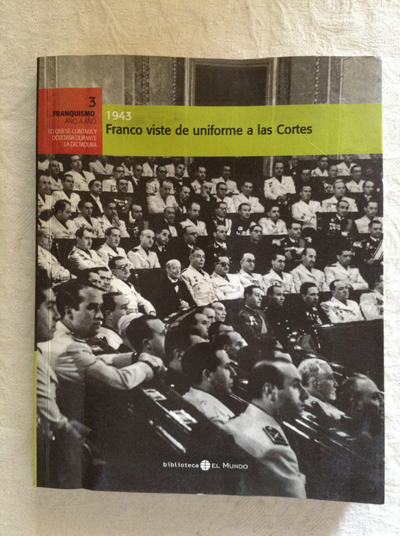 3
FRANQUISMO
AÑO A AÑO
LO QUE SE CONTABA Y
OCULTABA DURANTE
LA DICTADURA
1943
Franco viste de uniforme a las Cortes
biblioteca EL MUNDO